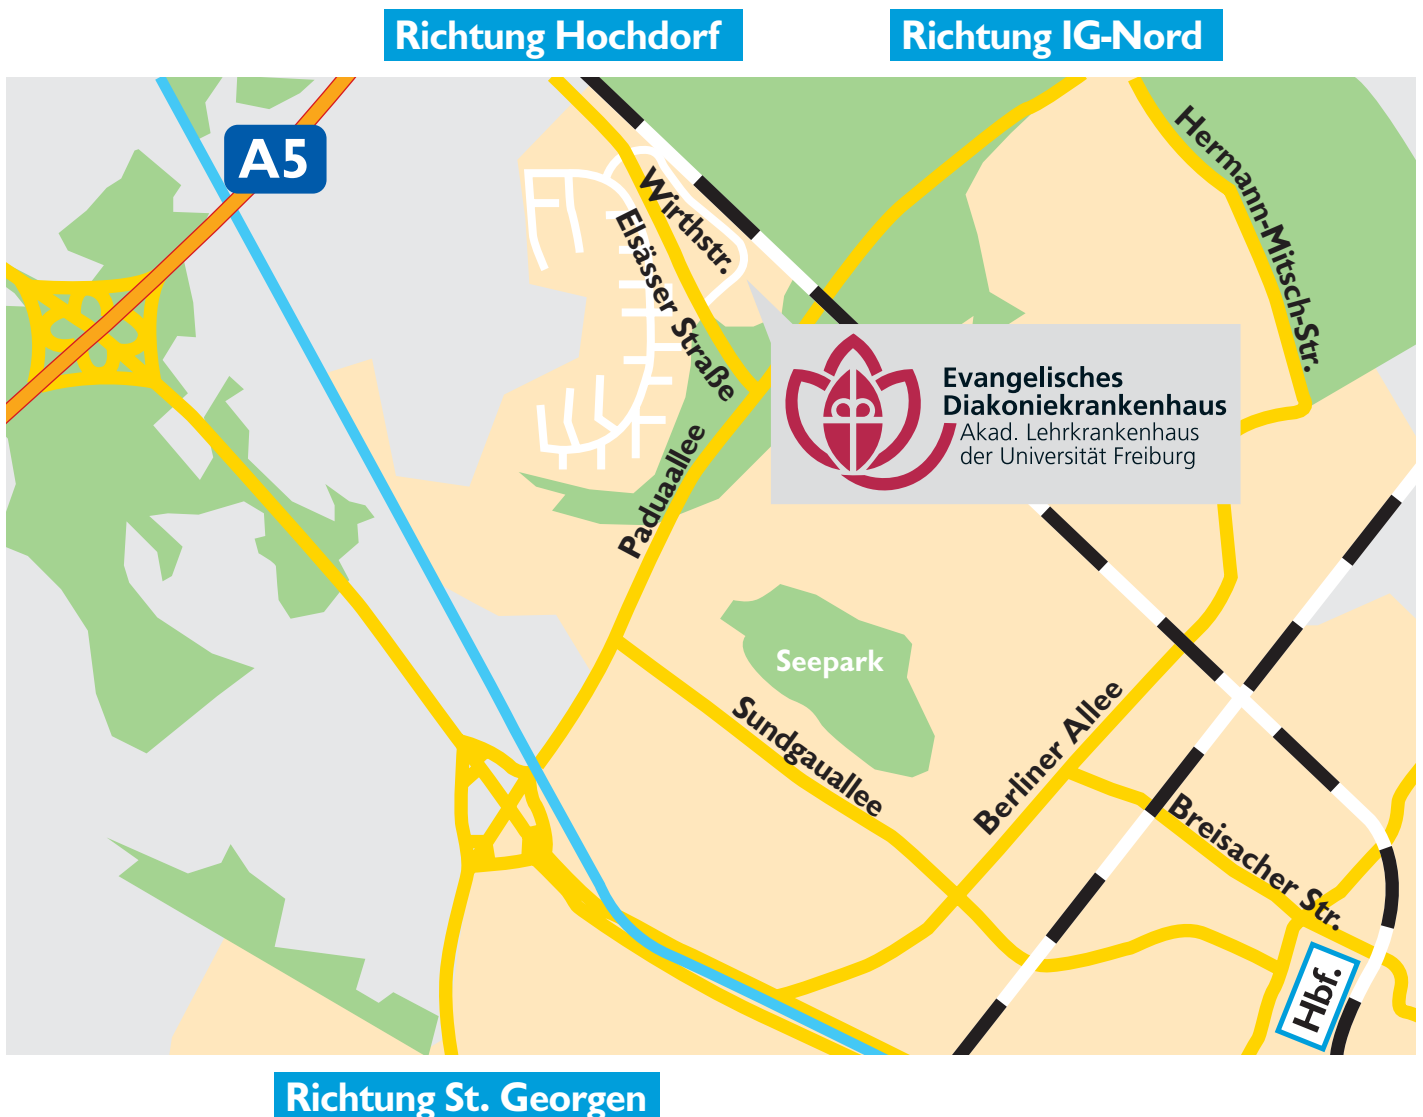 Richtung Hochdorf
Richtung IG-Nord
A5
Hermann-Mitsch-Str.
Wirthstr.
Elsässer Straße
Evangelisches
Diakoniekrankenhaus
Akad. Lehrkrankenhaus
der Universität Freiburg
Paduaallee
Seepark
Sundgauallee
Berliner Allee
Breisacher Str.
Hbf.
Richtung St. Georgen